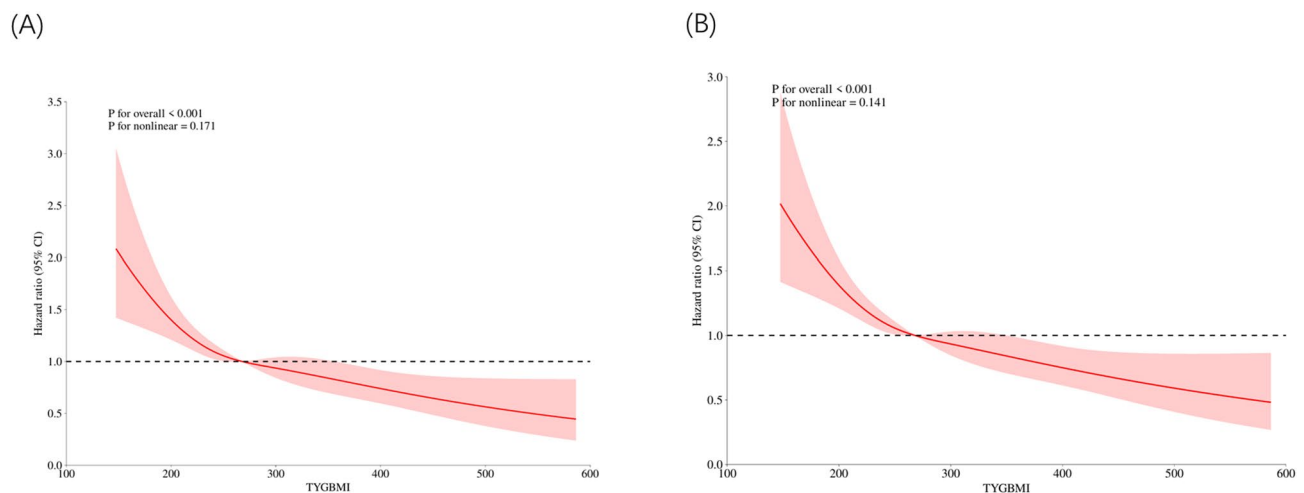 (A)
P for overall < 0.001
P for nonlinear = 0.171
Hazard ratio (95% CI)
3.5
3.0
2.5
2.0
1.5
1.0
0.5
0.0
100 200 300 400 500 600
TYGBMI
(B)
P for overall < 0.001
P for nonlinear = 0.141
Hazard ratio (95% CI)
3.0
2.5
2.0
1.5
1.0
0.5
0.0
100 200 300 400 500 600
TYGBMI